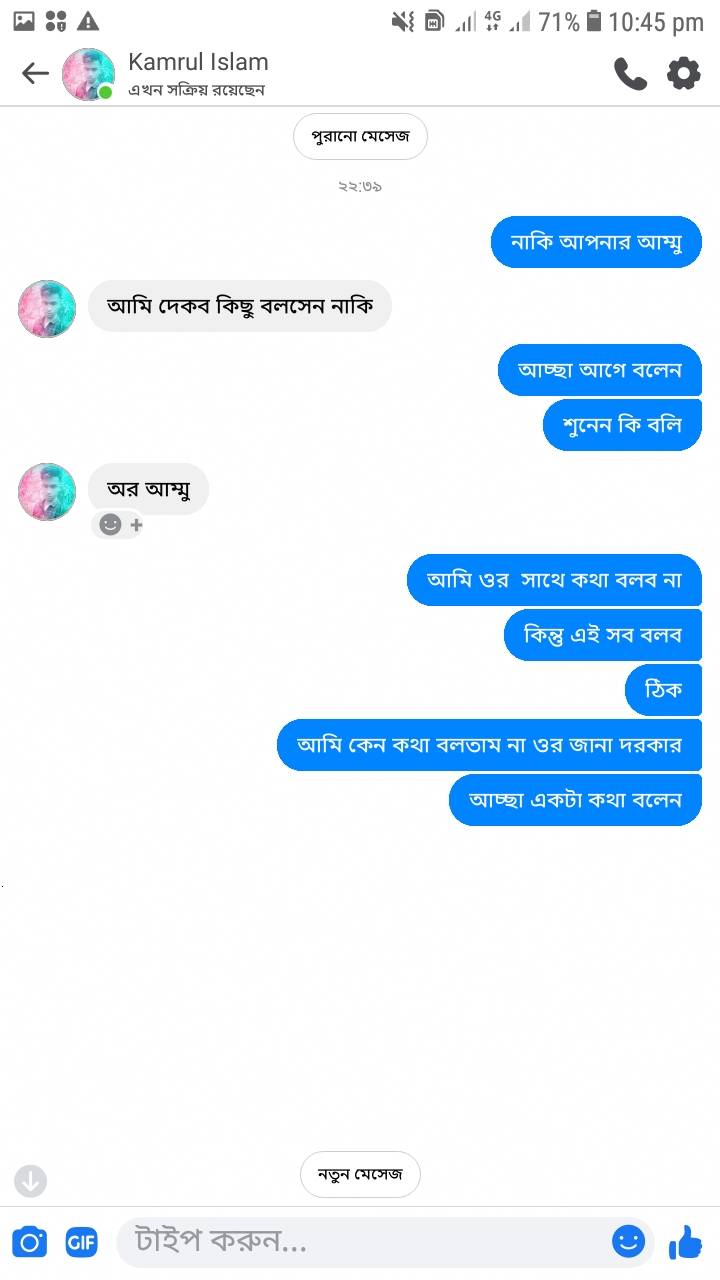 4G 71% 10:45 pm
Kamrul Islam
এখন সক্রিয় রয়েছেন
পুরানো মেসেজ
২২:৩৯
নাকি আপনার আম্মু
আমি দেকব কিছু বলসেন নাকি
আচ্ছা আগে বলেন
শুনেন কি বলি
অর আম্মু
আমি ওর সাথে কথা বলব না
কিন্তু এই সব বলব
ঠিক
আমি কেন কথা বলতাম না ওর জানা দরকার
আচ্ছা একটা কথা বলেন
নতুন মেসেজ
GIF টাইপ করুন...